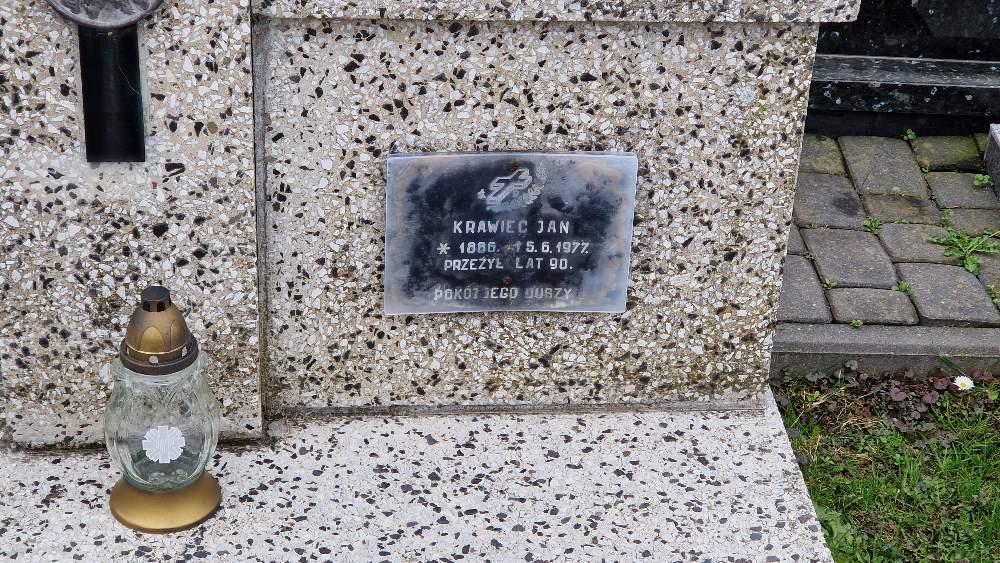 KRAWIEC JAN
* 1886. † 5.6.1977.
PRZEŻYŁ LAT 90.
POKÓJ JEGO DUSZY